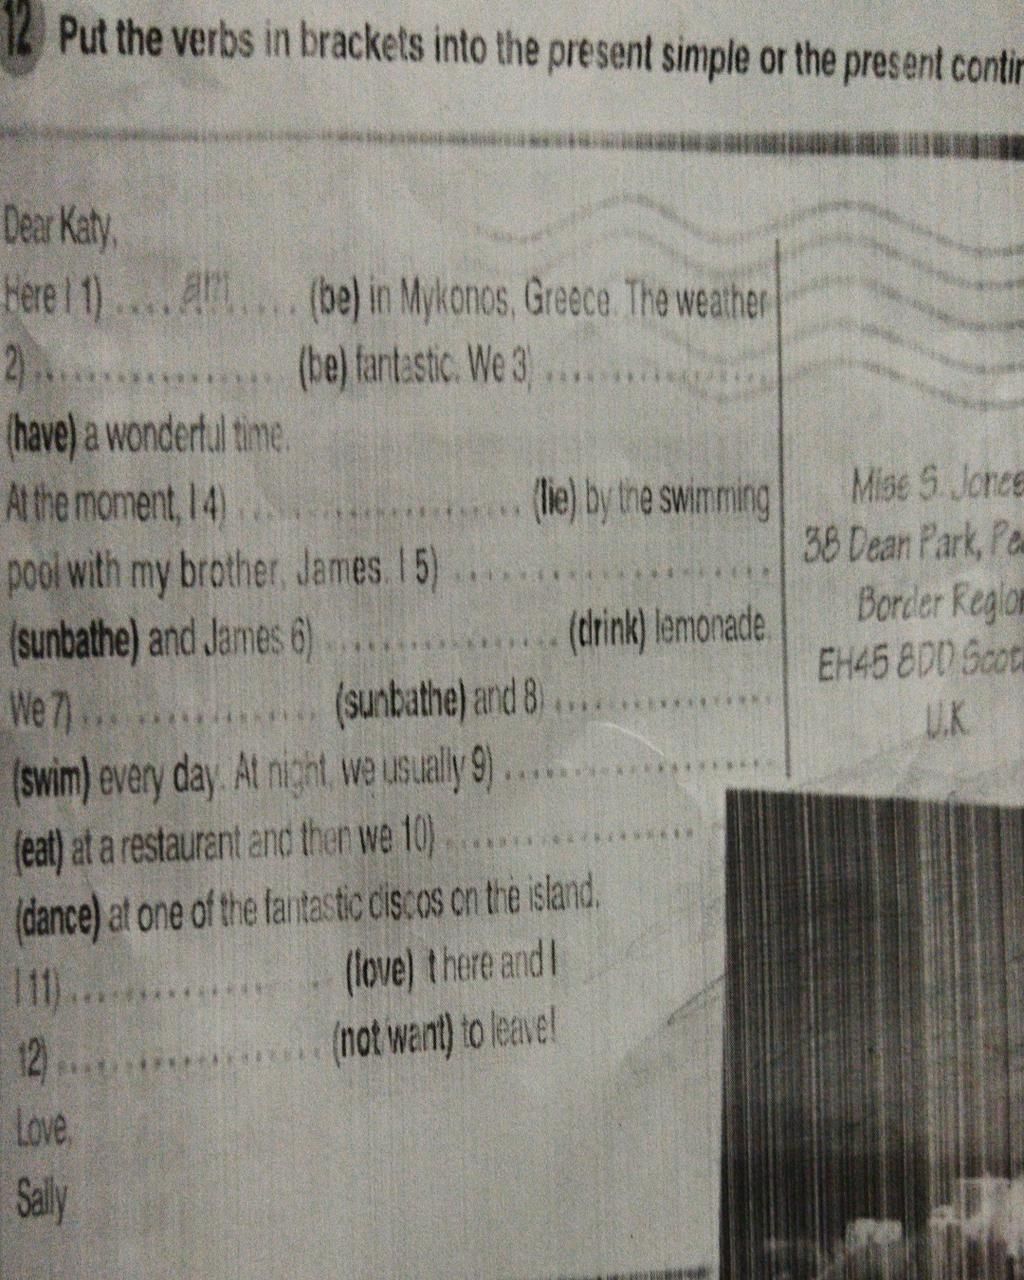 12 Put the verbs in brackets into the present simple or the present contin
Dear Katy,
Here I 1) .... am ...... (be) in Mykonos, Greece. The weather
2) .................... (be) fantastic. We 3) ....................
(have) a wonderful time.
At the moment, I 4) .................... (lie) by the swimming
pool with my brother, James. I 5) ....................
(sunbathe) and James 6) .................... (drink) lemonade.
We 7) .................... (sunbathe) and 8) ....................
(swim) every day. At night, we usually 9) ....................
(eat) at a restaurant and then we 10) ....................
(dance) at one of the fantastic discos on the island.
I 11) .................... (love) t here and I
12) .................... (not want) to leave!
Love,
Sally
Miss S. Jones
38 Dean Park, Pe
Border Region
EH45 8DD Scot
U.K